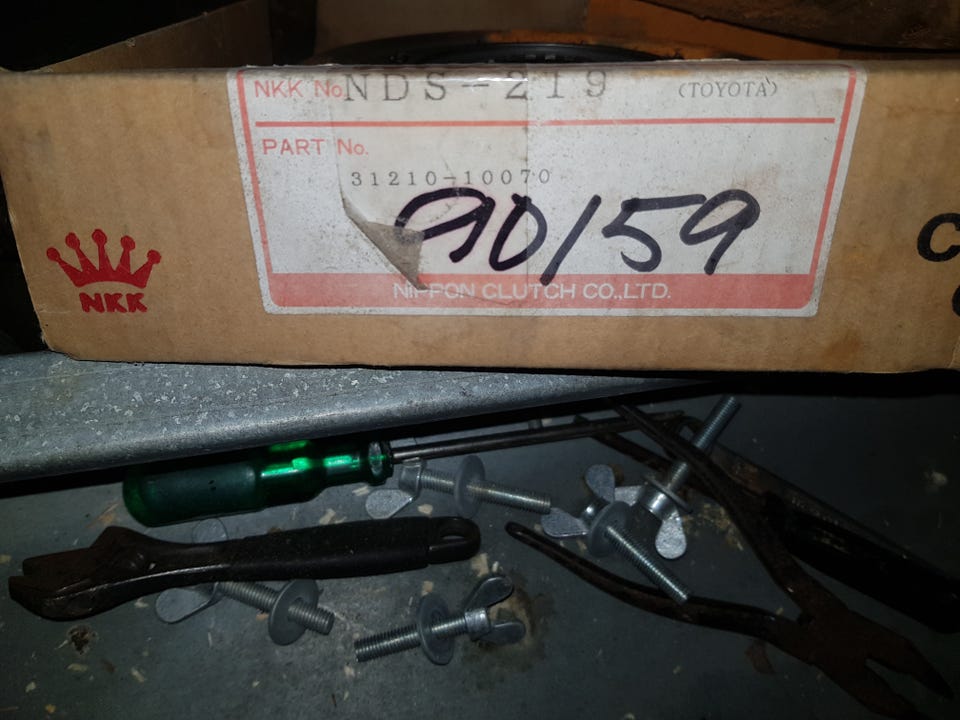 NKK No. NDS-219 (TOYOTA)
PART No.
31210-10070
90/59
NIPPON CLUTCH CO.,LTD.
NKK
C